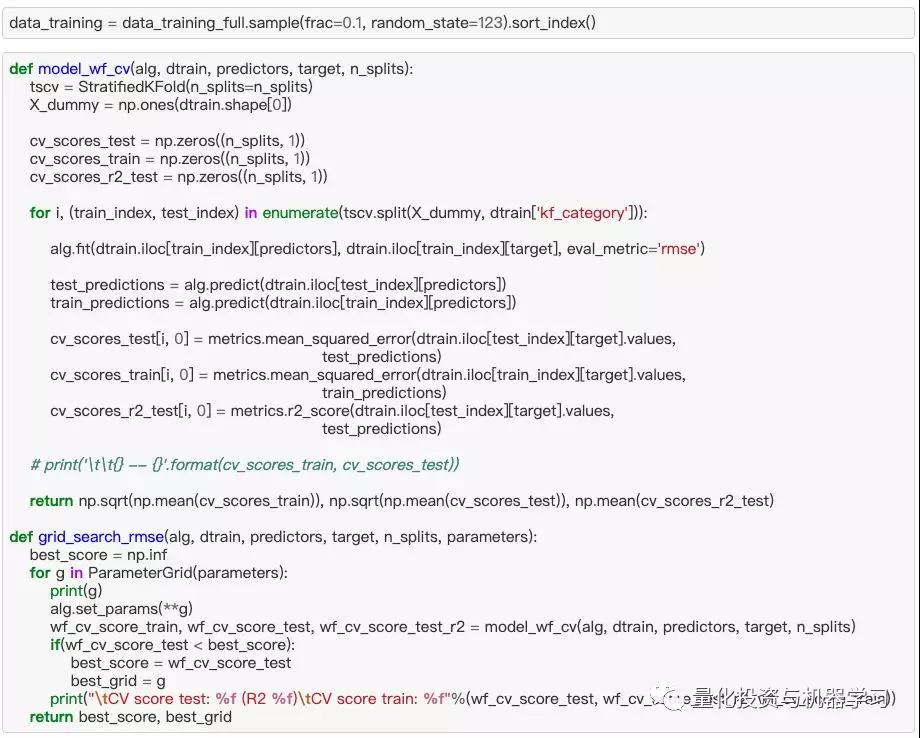 data_training = data_training_full.sample(frac=0.1, random_state=123).sort_index()
def model_wf_cv(alg, dtrain, predictors, target, n_splits):
    tscv = StratifiedKFold(n_splits=n_splits)
    X_dummy = np.ones(dtrain.shape[0])
    cv_scores_test = np.zeros((n_splits, 1))
    cv_scores_train = np.zeros((n_splits, 1))
    cv_scores_r2_test = np.zeros((n_splits, 1))
    for i, (train_index, test_index) in enumerate(tscv.split(X_dummy, dtrain['kf_category'])):
        alg.fit(dtrain.iloc[train_index][predictors], dtrain.iloc[train_index][target], eval_metric='rmse')
        test_predictions = alg.predict(dtrain.iloc[test_index][predictors])
        train_predictions = alg.predict(dtrain.iloc[train_index][predictors])
        cv_scores_test[i, 0] = metrics.mean_squared_error(dtrain.iloc[test_index][target].values,
                                        test_predictions)
        cv_scores_train[i, 0] = metrics.mean_squared_error(dtrain.iloc[train_index][target].values,
                                        train_predictions)
        cv_scores_r2_test[i, 0] = metrics.r2_score(dtrain.iloc[test_index][target].values,
                                        test_predictions)
    # print('\t\t{} -- {}'.format(cv_scores_train, cv_scores_test))
    return np.sqrt(np.mean(cv_scores_train)), np.sqrt(np.mean(cv_scores_test)), np.mean(cv_scores_r2_test)
def grid_search_rmse(alg, dtrain, predictors, target, n_splits, parameters):
    best_score = np.inf
    for g in ParameterGrid(parameters):
        print(g)
        alg.set_params(**g)
        wf_cv_score_train, wf_cv_score_test, wf_cv_score_test_r2 = model_wf_cv(alg, dtrain, predictors, target, n_splits)
        if(wf_cv_score_test < best_score):
            best_score = wf_cv_score_test
            best_grid = g
        print("\tCV score test: %f (R2 %f)\tCV score train: %f"%(wf_cv_score_test,
量化投资与机器学习
    return best_score, best_grid